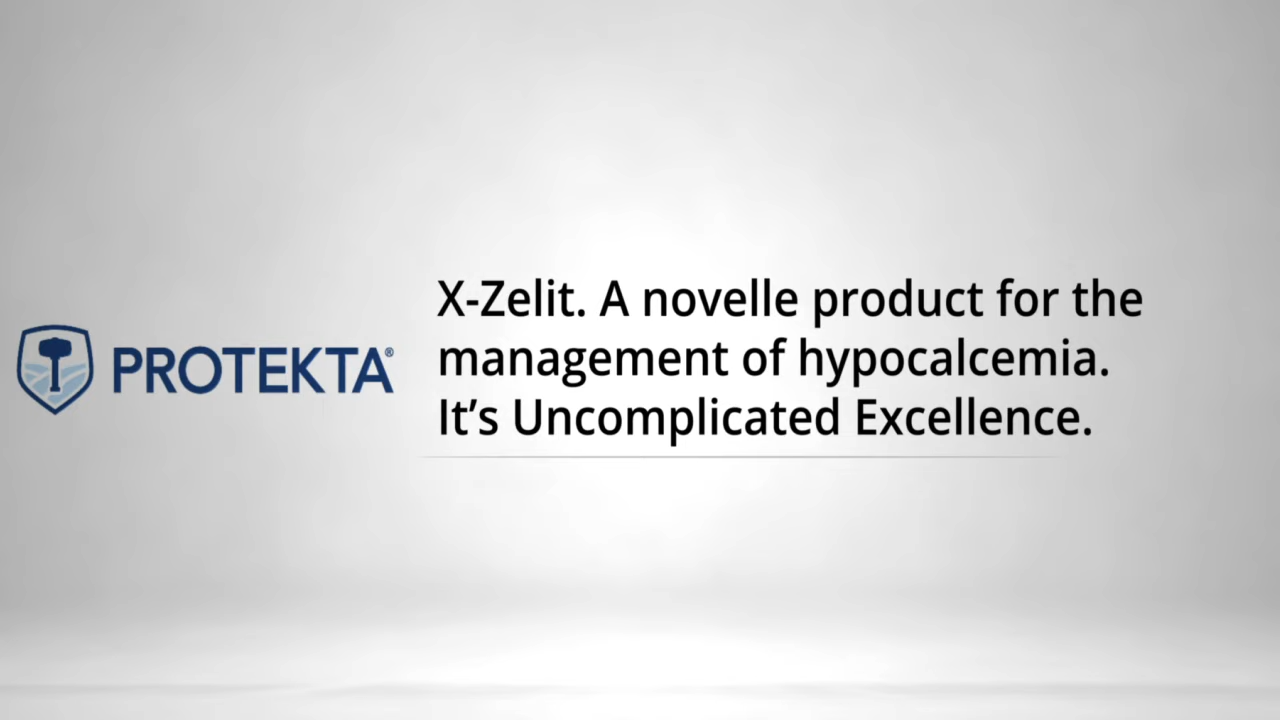 PROTEKTA®
X-Zelit. A novelle product for the
management of hypocalcemia.
It’s Uncomplicated Excellence.